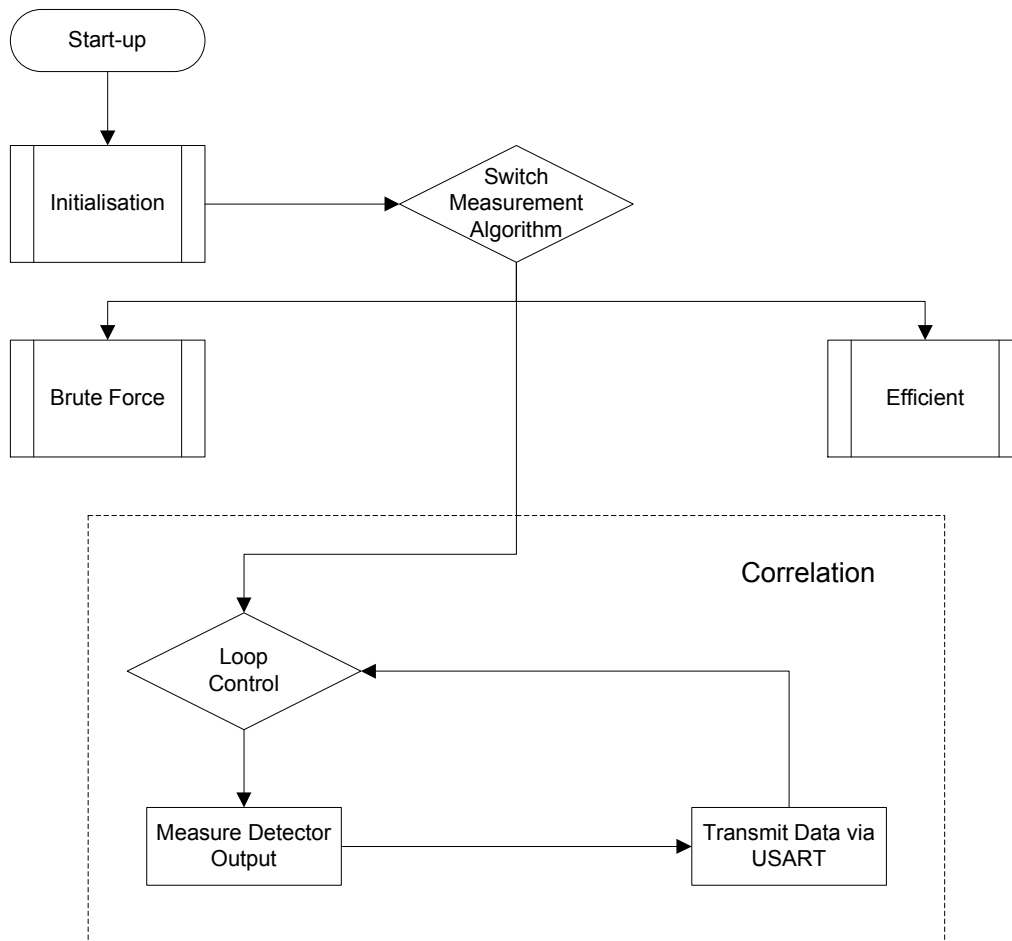 Start-up
Initialisation
Switch
Measurement
Algorithm
Brute Force
Efficient
Correlation
Loop
Control
Measure Detector
Output
Transmit Data via
USART